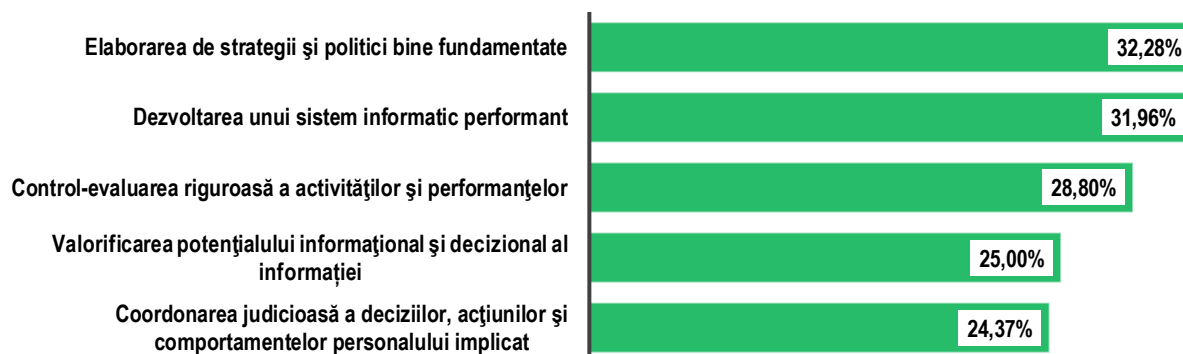 Elaborarea de strategii şi politici bine fundamentate
32,28%
Dezvoltarea unui sistem informatic performant
31,96%
Control-evaluarea riguroasă a activităţilor şi performanţelor
28,80%
Valorificarea potenţialului informaţional şi decizional al
informației
25,00%
Coordonarea judicioasă a deciziilor, acţiunilor şi
comportamentelor personalului implicat
24,37%